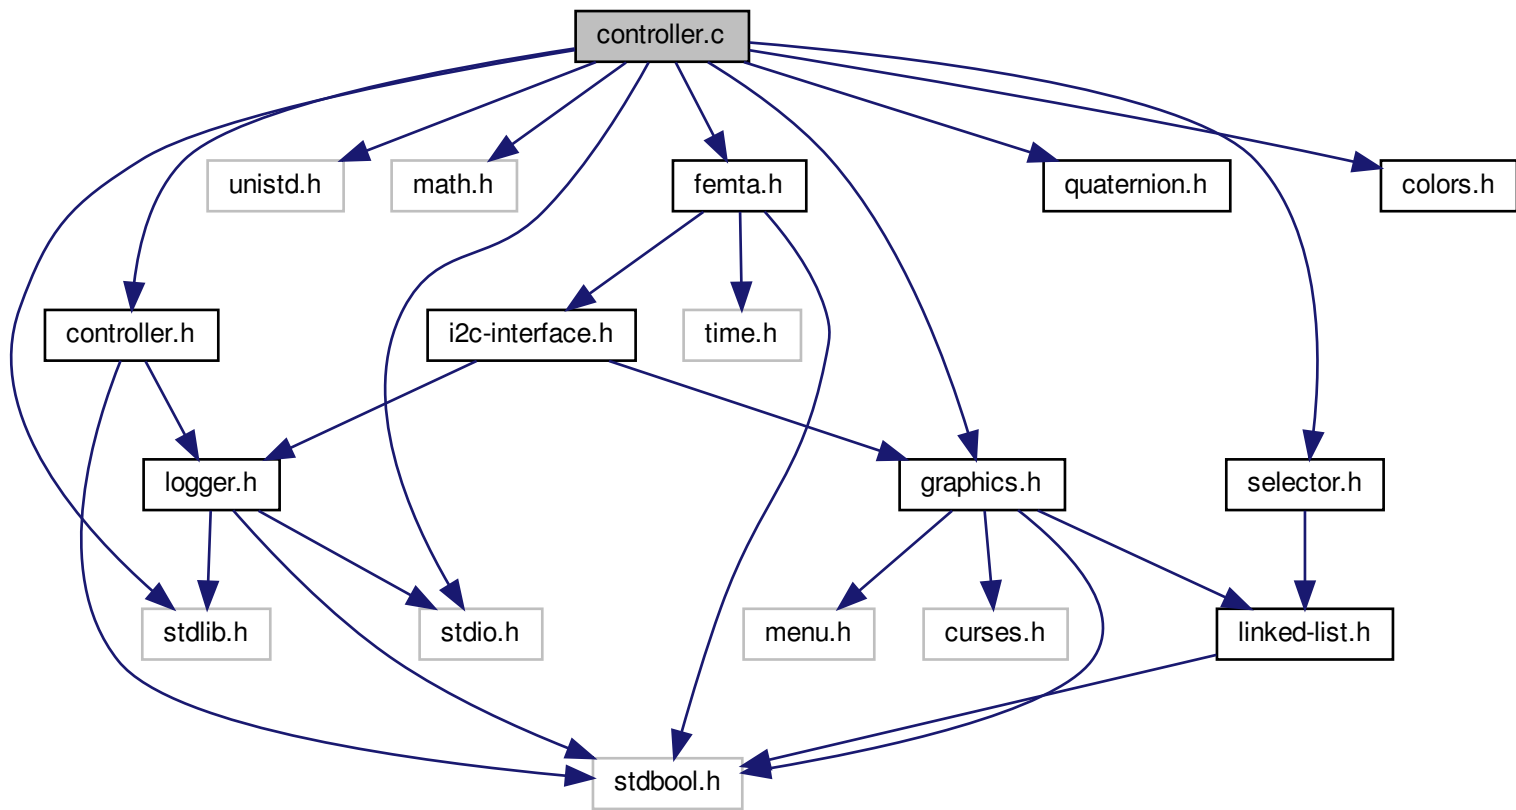 controller.c
unistd.h
math.h
femta.h
quaternion.h
colors.h
controller.h
i2c-interface.h
time.h
logger.h
graphics.h
selector.h
stdlib.h
stdio.h
menu.h
curses.h
linked-list.h
stdbool.h